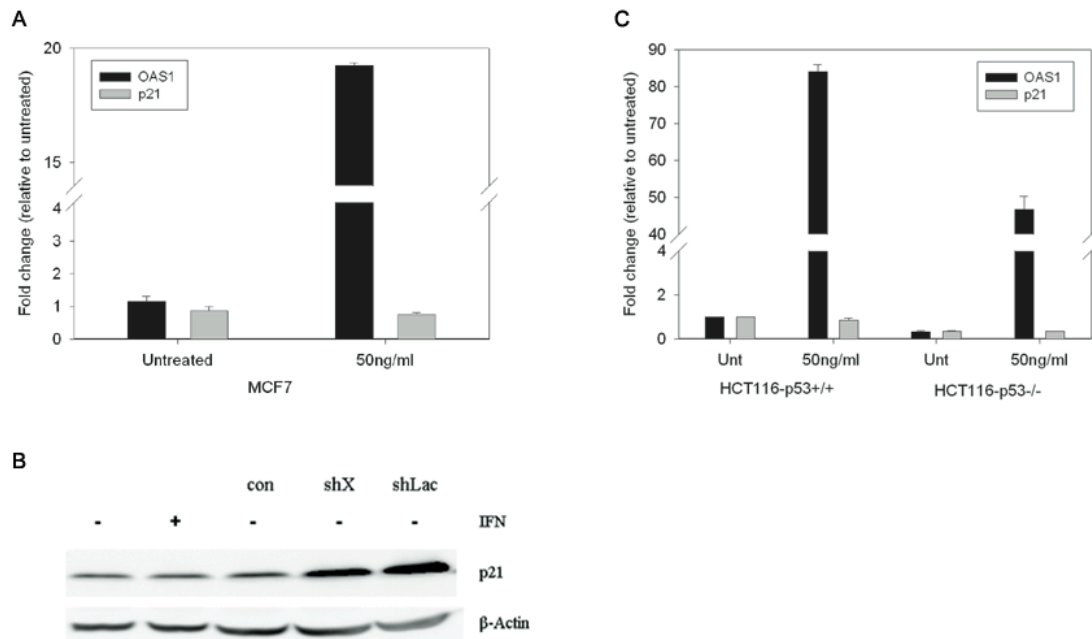 A
Fold change (relative to untreated)
20
15
4
3
2
1
0
OAS1
p21
Untreated
50ng/ml
MCF7
C
Fold change (relative to untreated)
90
80
70
60
50
40
4
2
0
OAS1
p21
Unt
50ng/ml
Unt
50ng/ml
HCT116-p53+/+
HCT116-p53-/-
B
con shX shLac
- + - - - IFN
p21
β-Actin